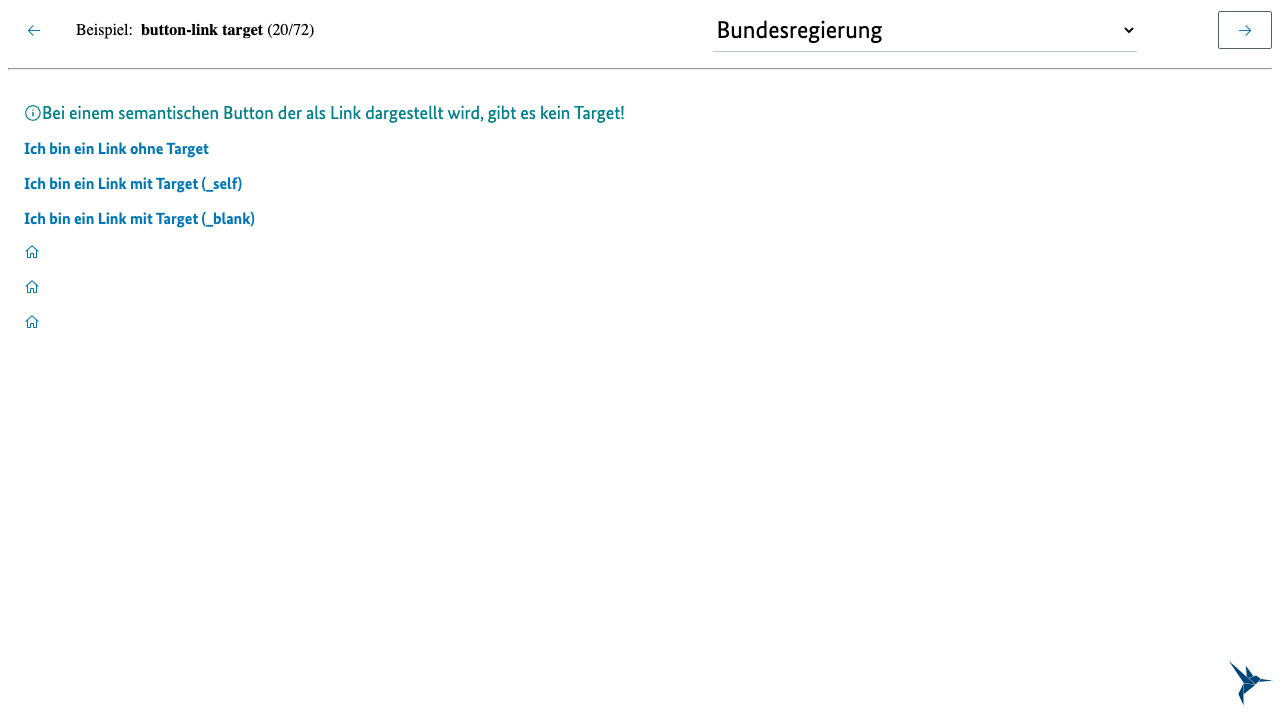 Beispiel: button-link target (20/72)
Bundesregierung
Bei einem semantischen Button der als Link dargestellt wird, gibt es kein Target!
Ich bin ein Link ohne Target
Ich bin ein Link mit Target (_self)
Ich bin ein Link mit Target (_blank)